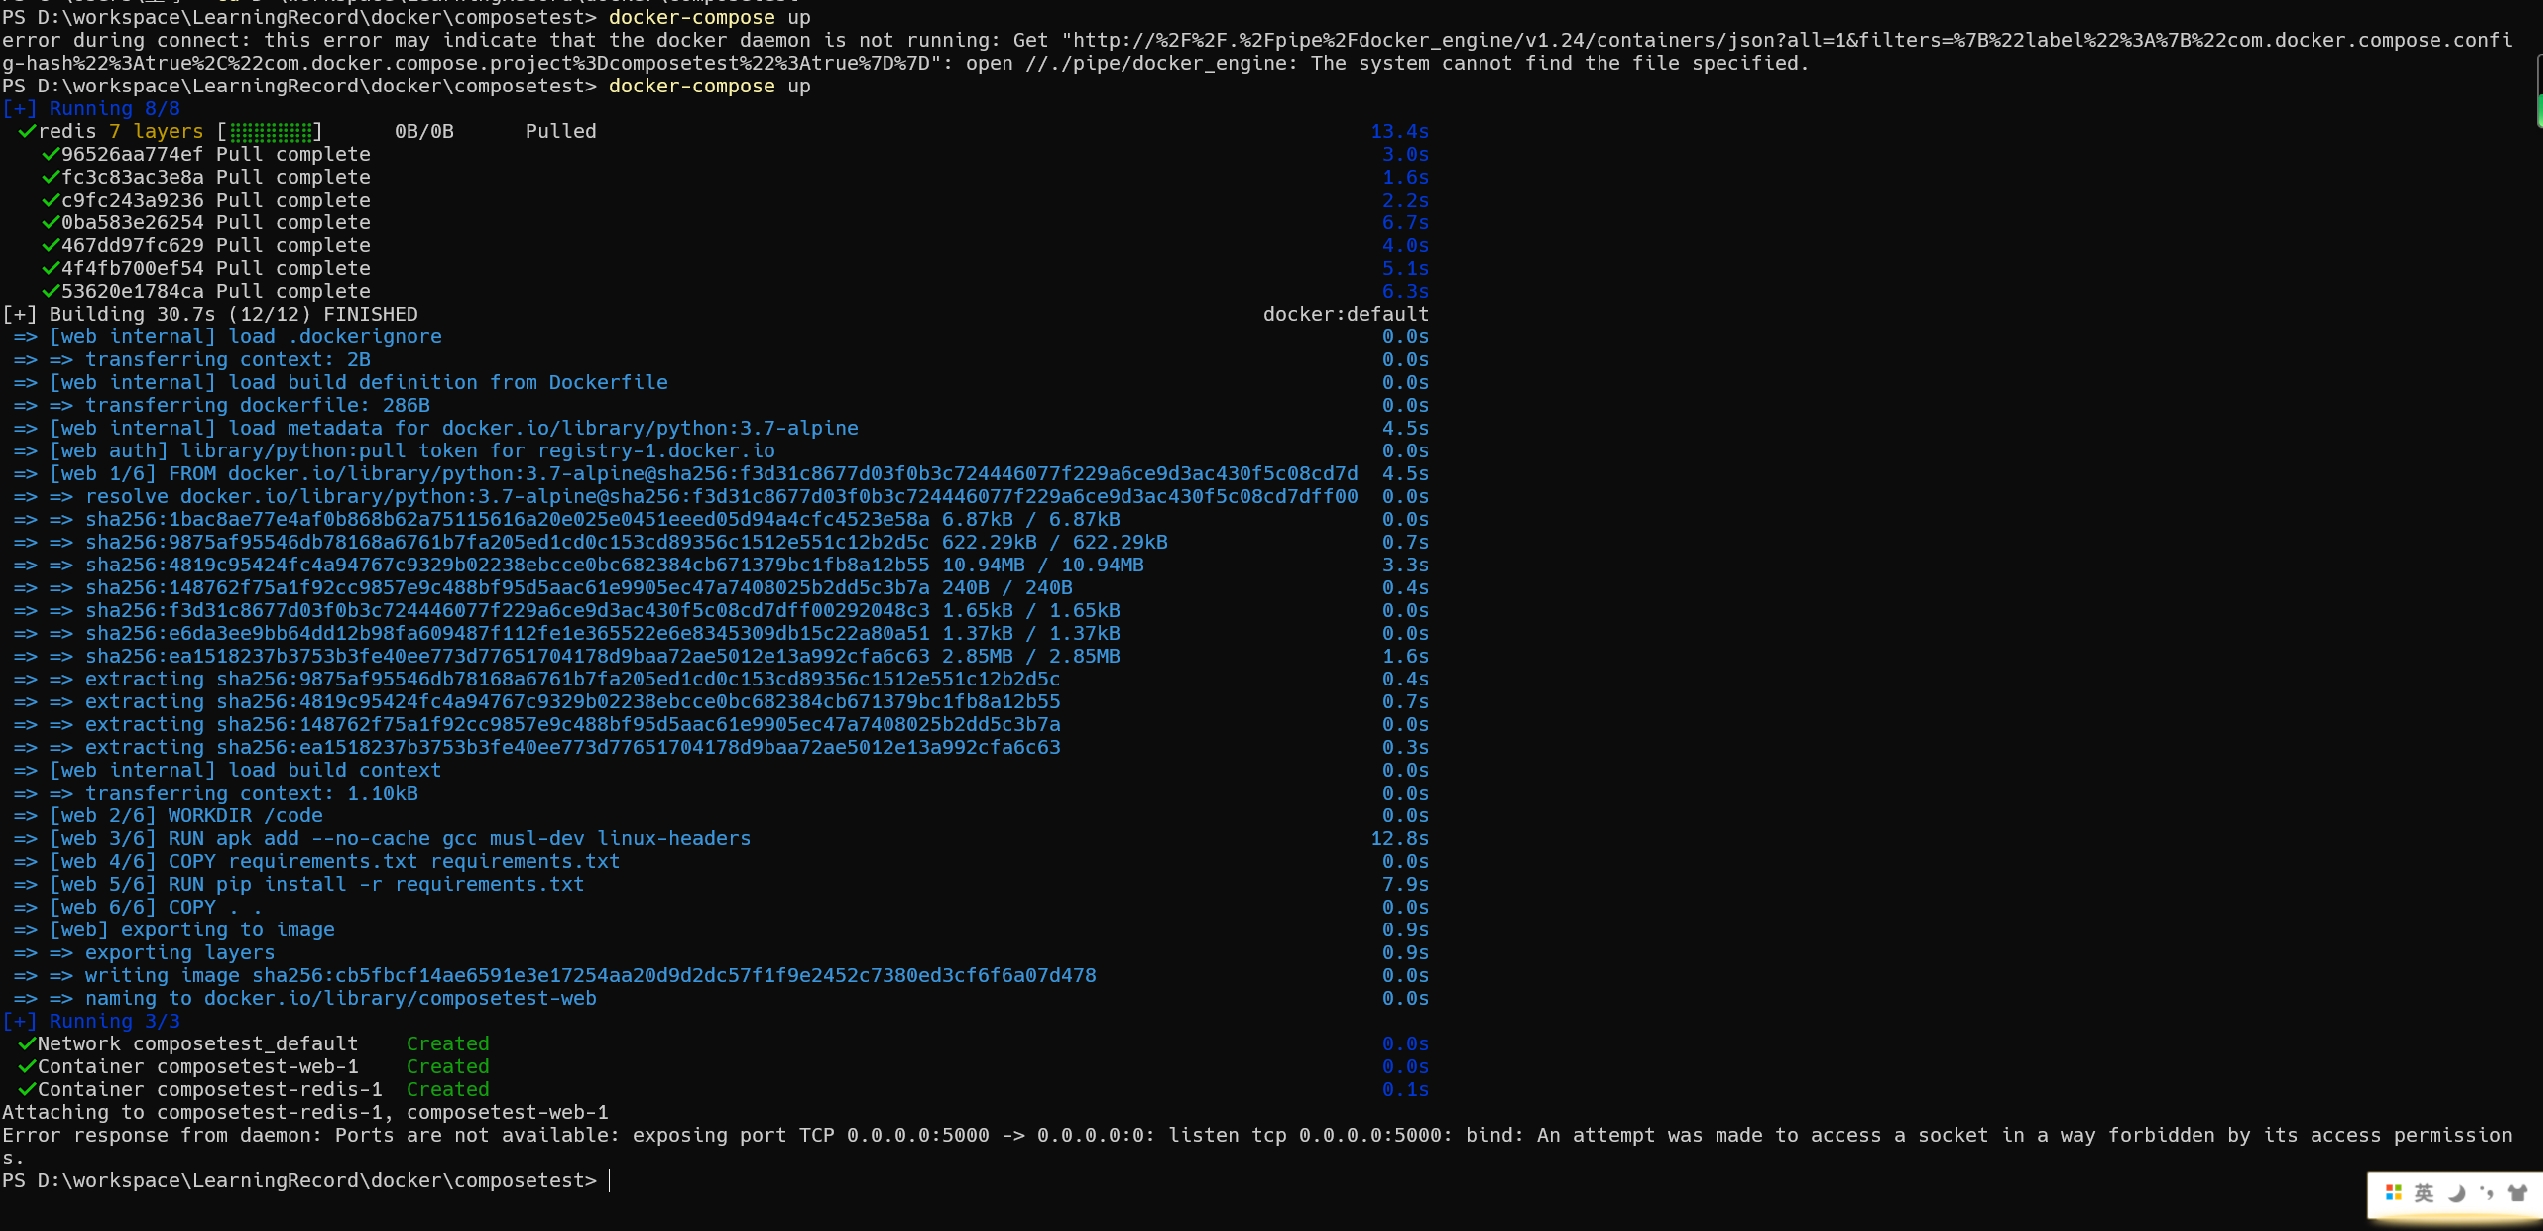 PS D:\workspace\LearningRecord\docker\composetest> docker-compose up
error during connect: this error may indicate that the docker daemon is not running: Get "http://%2F%2F.%2Fpipe%2Fdocker_engine/v1.24/containers/json?all=1&filters=%7B%22label%22%3A%7B%22com.docker.compose.confi
g-hash%22%3Atrue%2C%22com.docker.compose.project%3Dcomposetest%22%3Atrue%7D%7D": open //./pipe/docker_engine: The system cannot find the file specified.
PS D:\workspace\LearningRecord\docker\composetest> docker-compose up
[+] Running 8/8
✓redis 7 layers [⣿⣿⣿⣿⣿⣿⣿] 0B/0B Pulled 13.4s
✓96526aa774ef Pull complete 3.0s
✓fc3c83ac3e8a Pull complete 1.6s
✓c9fc243a9236 Pull complete 2.2s
✓0ba583e26254 Pull complete 6.7s
✓467dd97fc629 Pull complete 4.0s
✓4f4fb700ef54 Pull complete 5.1s
✓53620e1784ca Pull complete 6.3s
[+] Building 30.7s (12/12) FINISHED docker:default
=> [web internal] load .dockerignore 0.0s
=> => transferring context: 2B 0.0s
=> [web internal] load build definition from Dockerfile 0.0s
=> => transferring dockerfile: 286B 0.0s
=> [web internal] load metadata for docker.io/library/python:3.7-alpine 4.5s
=> [web auth] library/python:pull token for registry-1.docker.io 0.0s
=> [web 1/6] FROM docker.io/library/python:3.7-alpine@sha256:f3d31c8677d03f0b3c724446077f229a6ce9d3ac430f5c08cd7d 4.5s
=> => resolve docker.io/library/python:3.7-alpine@sha256:f3d31c8677d03f0b3c724446077f229a6ce9d3ac430f5c08cd7dff00 0.0s
=> => sha256:1bac8ae77e4af0b868b62a75115616a20e025e0451eeed05d94a4cfc4523e58a 6.87kB / 6.87kB 0.0s
=> => sha256:9875af95546db78168a6761b7fa205ed1cd0c153cd89356c1512e551c12b2d5c 622.29kB / 622.29kB 0.7s
=> => sha256:4819c95424fc4a94767c9329b02238ebcce0bc682384cb671379bc1fb8a12b55 10.94MB / 10.94MB 3.3s
=> => sha256:148762f75a1f92cc9857e9c488bf95d5aac61e9905ec47a7408025b2dd5c3b7a 240B / 240B 0.4s
=> => sha256:f3d31c8677d03f0b3c724446077f229a6ce9d3ac430f5c08cd7dff00292048c3 1.65kB / 1.65kB 0.0s
=> => sha256:e6da3ee9bb64dd12b98fa609487f112fe1e365522e6e8345309db15c22a80a51 1.37kB / 1.37kB 0.0s
=> => sha256:ea1518237b3753b3fe40ee773d77651704178d9baa72ae5012e13a992cfa6c63 2.85MB / 2.85MB 1.6s
=> => extracting sha256:9875af95546db78168a6761b7fa205ed1cd0c153cd89356c1512e551c12b2d5c 0.4s
=> => extracting sha256:4819c95424fc4a94767c9329b02238ebcce0bc682384cb671379bc1fb8a12b55 0.7s
=> => extracting sha256:148762f75a1f92cc9857e9c488bf95d5aac61e9905ec47a7408025b2dd5c3b7a 0.0s
=> => extracting sha256:ea1518237b3753b3fe40ee773d77651704178d9baa72ae5012e13a992cfa6c63 0.3s
=> [web internal] load build context 0.0s
=> => transferring context: 1.10kB 0.0s
=> [web 2/6] WORKDIR /code 0.0s
=> [web 3/6] RUN apk add --no-cache gcc musl-dev linux-headers 12.8s
=> [web 4/6] COPY requirements.txt requirements.txt 0.0s
=> [web 5/6] RUN pip install -r requirements.txt 7.9s
=> [web 6/6] COPY . . 0.0s
=> [web] exporting to image 0.9s
=> => exporting layers 0.9s
=> => writing image sha256:cb5fbcf14ae6591e3e17254aa20d9d2dc57f1f9e2452c7380ed3cf6f6a07d478 0.0s
=> => naming to docker.io/library/composetest-web 0.0s
[+] Running 3/3
✓Network composetest_default Created 0.0s
✓Container composetest-web-1 Created 0.0s
✓Container composetest-redis-1 Created 0.1s
Attaching to composetest-redis-1, composetest-web-1
Error response from daemon: Ports are not available: exposing port TCP 0.0.0.0:5000 -> 0.0.0.0:0: listen tcp 0.0.0.0:5000: bind: An attempt was made to access a socket in a way forbidden by its access permission
s.
PS D:\workspace\LearningRecord\docker\composetest>
英